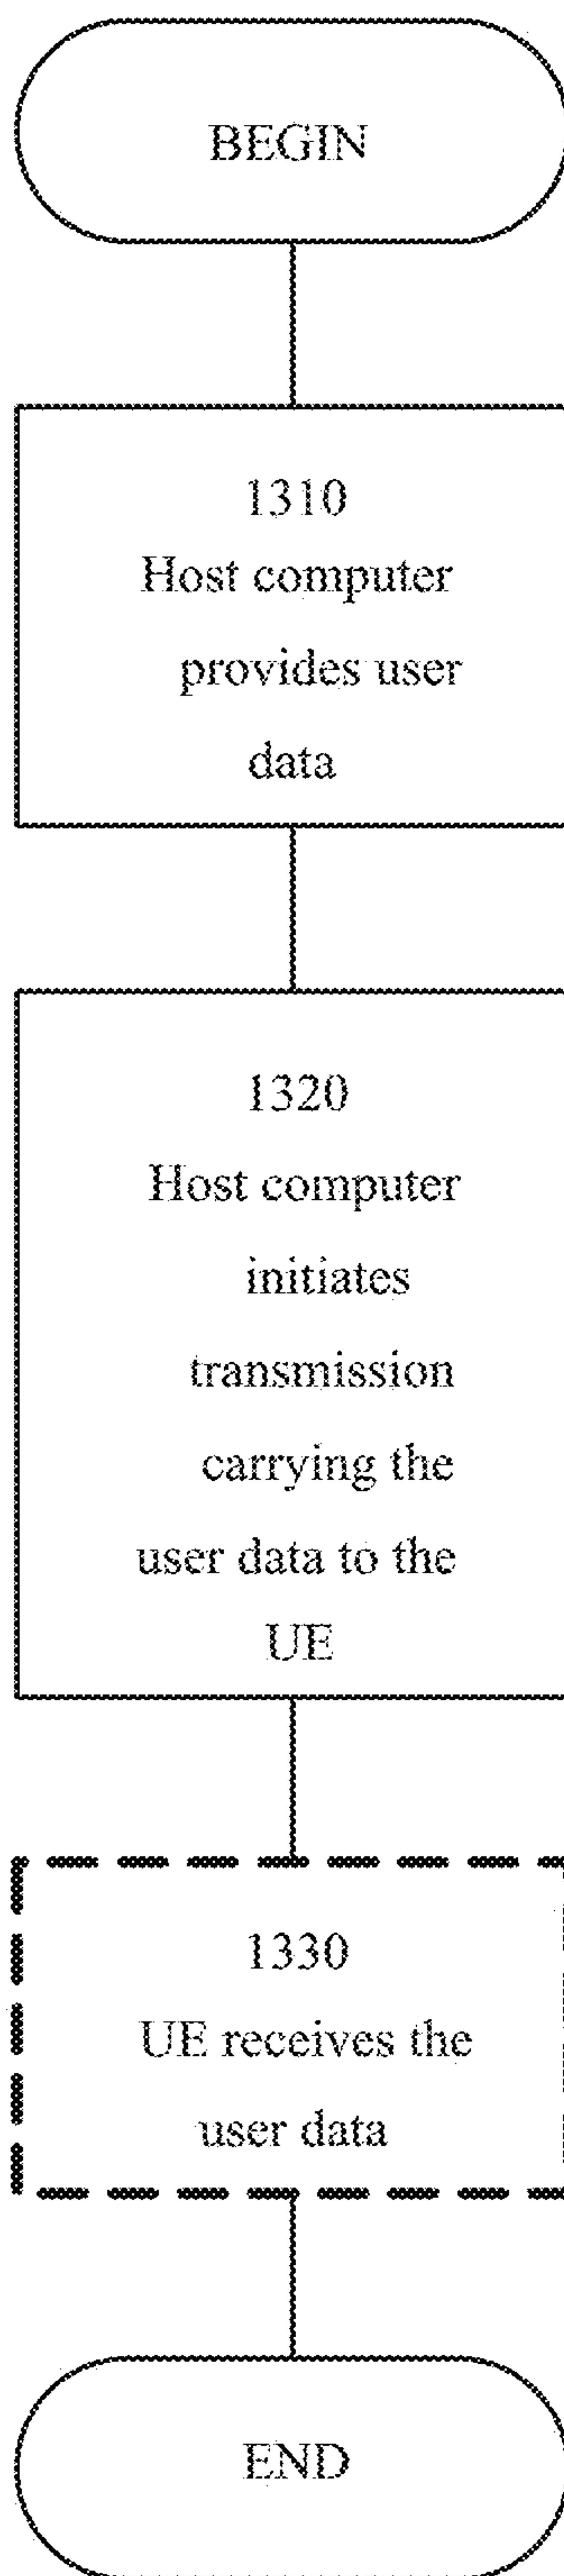 BEGIN
1310
Host computer
provides user
data
1320
Host computer
initiates
transmission
carrying the
user data to the
UE
1330
UE receives the
user data
END